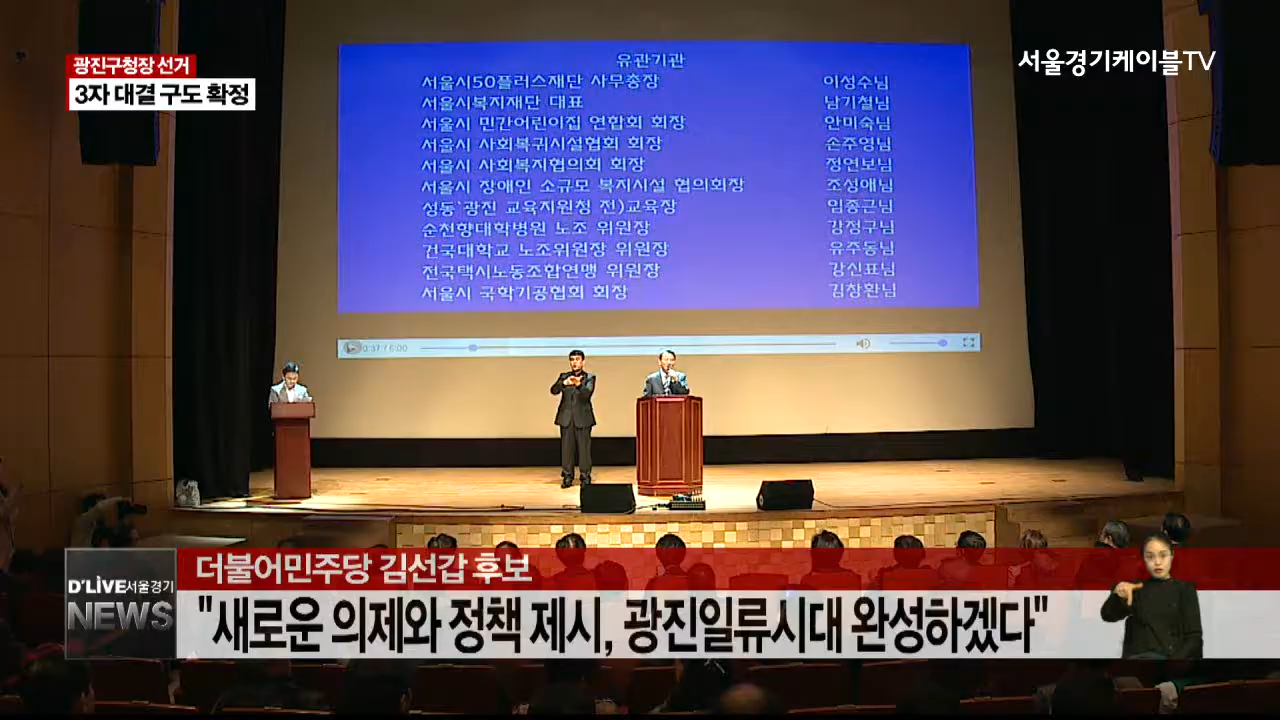 광진구청장 선거
3자 대결 구도 확정
서울경기케이블TV
유관기관
서울시50플러스재단 사무총장 이성수님
서울시복지재단 대표 남기철님
서울시 민간어린이집 연합회 회장 안미숙님
서울시 사회복귀시설협회 회장 손주영님
서울시 사회복지협의회 회장 정연보님
서울시 장애인 소규모 복지시설 협의회장 조성애님
성동'광진 교육지원청 전)교육장 임종근님
순천향대학병원 노조 위원장 강정구님
건국대학교 노조위원장 위원장 유주동님
전국택시노동조합연맹 위원장 강신표님
서울시 국학기공협회 회장 김창환님
0:37 / 6:00
D'LIVE서울경기
NEWS
더불어민주당 김선갑 후보
"새로운 의제와 정책 제시, 광진일류시대 완성하겠다"